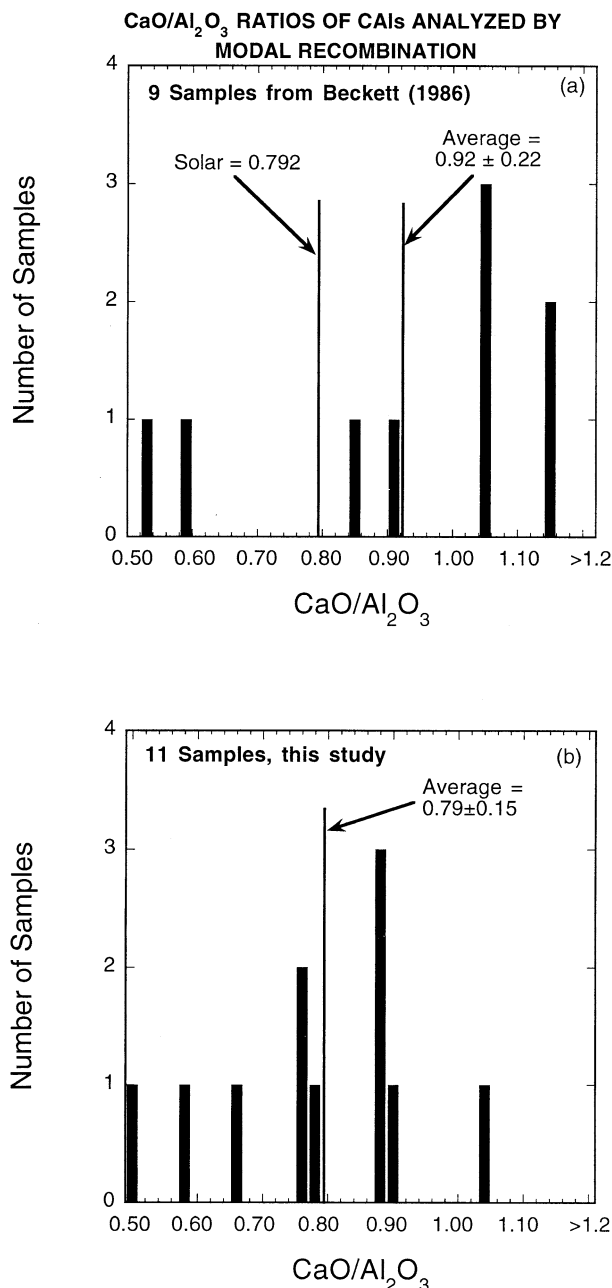 CaO/Al₂O₃ RATIOS OF CAIs ANALYZED BY
MODAL RECOMBINATION
4
9 Samples from Beckett (1986)
(a)
Solar = 0.792
Average =
0.92 ± 0.22
3
2
1
0
Number of Samples
0.50 0.60 0.70 0.80 0.90 1.00 1.10 >1.2
CaO/Al₂O₃
4
11 Samples, this study
(b)
Average =
0.79±0.15
3
2
1
0
Number of Samples
0.50 0.60 0.70 0.80 0.90 1.00 1.10 >1.2
CaO/Al₂O₃